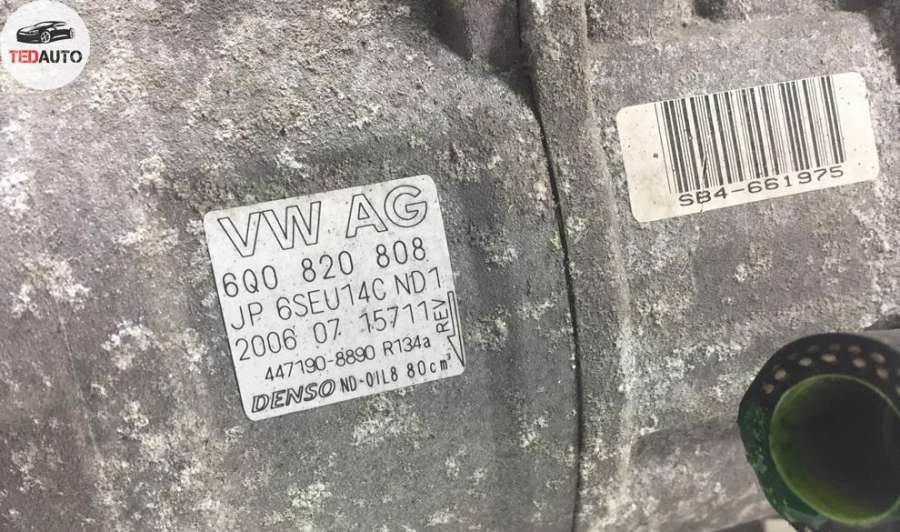 TEDAUTO
VW AG
6Q0 820 808
JP 6SEU14C ND1
2006 07 15711
REV
447190-8890 R134a
DENSO ND-OIL8 80cm³
SB4-661975